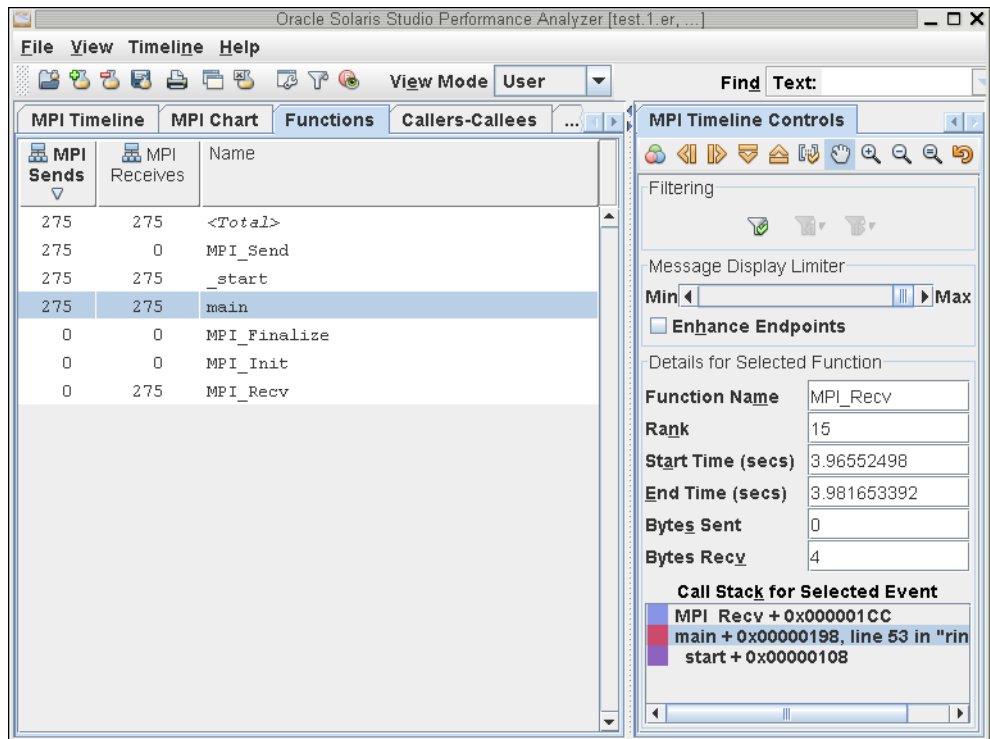 Oracle Solaris Studio Performance Analyzer [test.1.er, ...]
File View Timeline Help
View Mode User Find Text:
MPI Timeline MPI Chart Functions Callers-Callees ...
MPI Sends MPI Receives Name
275 275 <Total>
275 0 MPI_Send
275 275 _start
275 275 main
0 0 MPI_Finalize
0 0 MPI_Init
0 275 MPI_Recv
MPI Timeline Controls
Filtering
Message Display Limiter
Min Max
Enhance Endpoints
Details for Selected Function
Function Name MPI_Recv
Rank 15
Start Time (secs) 3.96552498
End Time (secs) 3.981653392
Bytes Sent 0
Bytes Recv 4
Call Stack for Selected Event
MPI_Recv + 0x000001CC
main + 0x00000198, line 53 in "rin
_start + 0x00000108